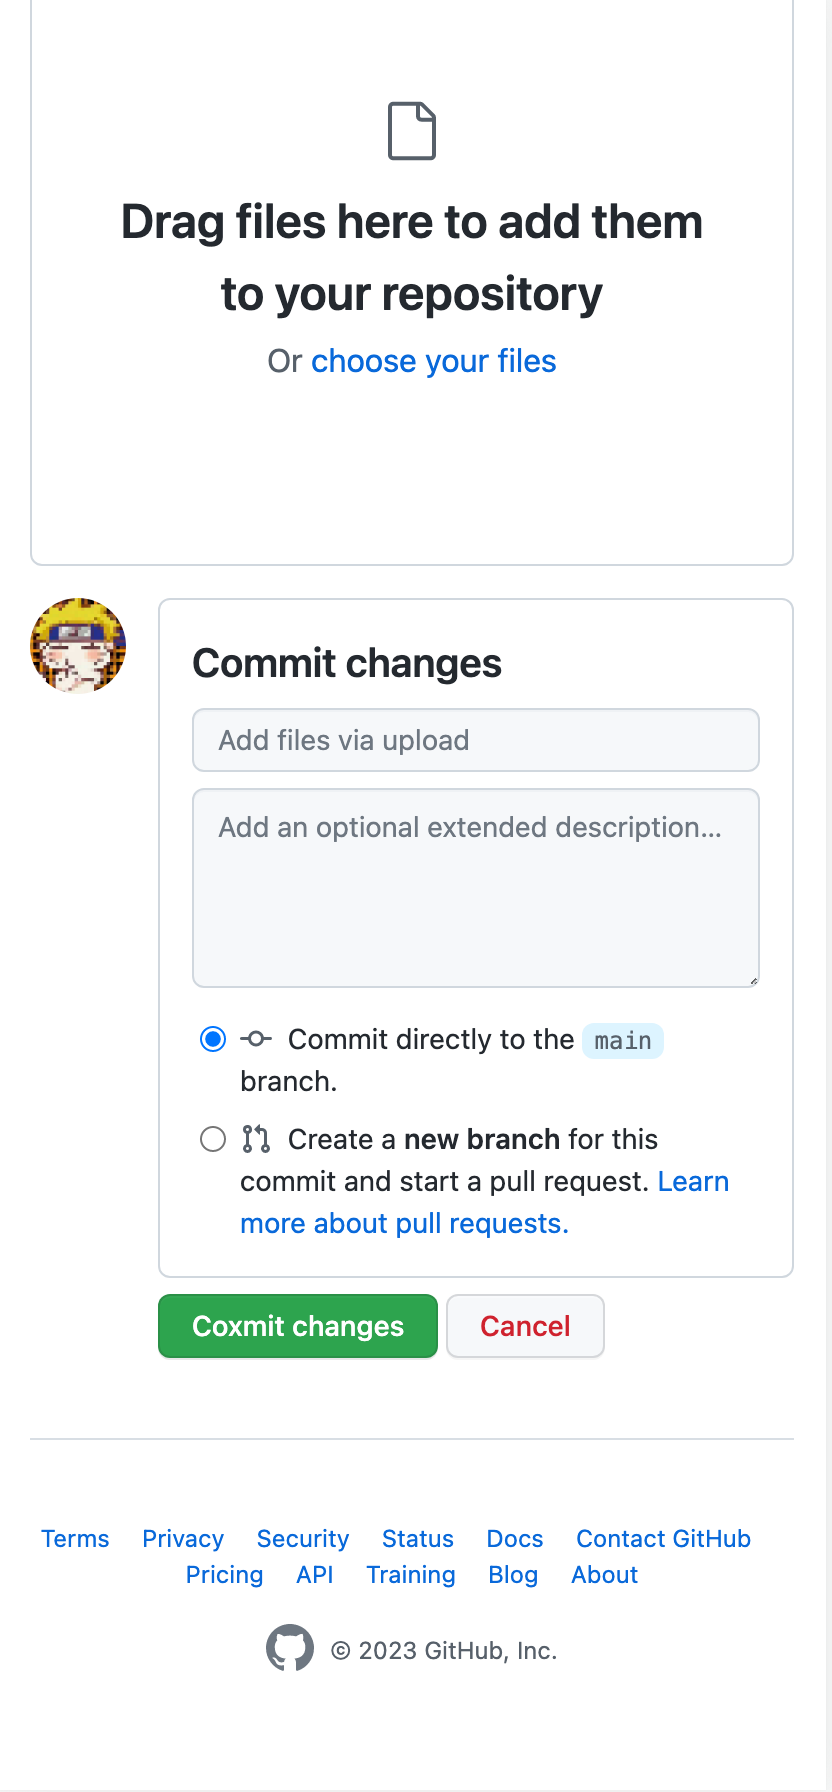 Drag files here to add them
to your repository
Or choose your files
Commit changes
Add files via upload
Add an optional extended description...
Commit directly to the main
branch.
Create a new branch for this
commit and start a pull request. Learn
more about pull requests.
Coxmit changes Cancel
Terms Privacy Security Status Docs Contact GitHub
Pricing API Training Blog About
© 2023 GitHub, Inc.